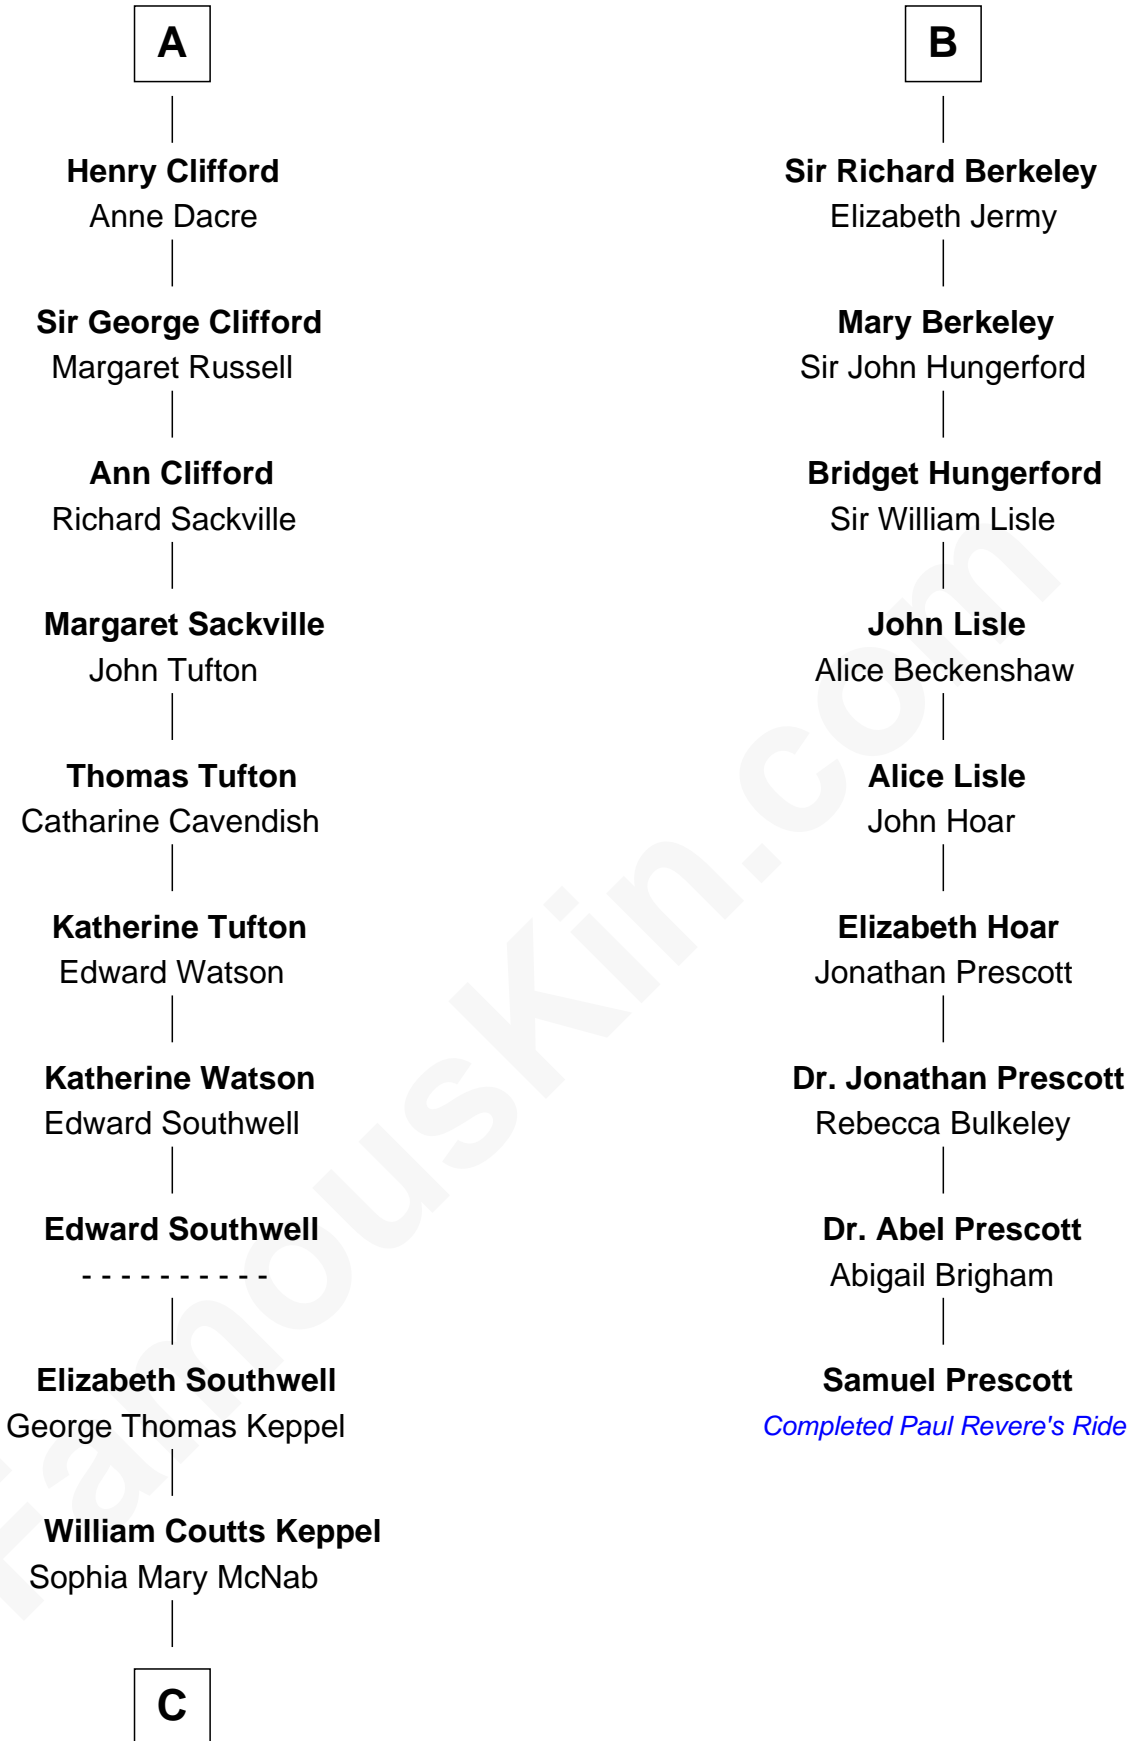 A
Henry Clifford
Anne Dacre
Sir George Clifford
Margaret Russell
Ann Clifford
Richard Sackville
Margaret Sackville
John Tufton
Thomas Tufton
Catharine Cavendish
Katherine Tufton
Edward Watson
Katherine Watson
Edward Southwell
Edward Southwell
- - - - - - - - - -
Elizabeth Southwell
George Thomas Keppel
William Coutts Keppel
Sophia Mary McNab
C
B
Sir Richard Berkeley
Elizabeth Jermy
Mary Berkeley
Sir John Hungerford
Bridget Hungerford
Sir William Lisle
John Lisle
Alice Beckenshaw
Alice Lisle
John Hoar
Elizabeth Hoar
Jonathan Prescott
Dr. Jonathan Prescott
Rebecca Bulkeley
Dr. Abel Prescott
Abigail Brigham
Samuel Prescott
Completed Paul Revere's Ride
FamousKin.com